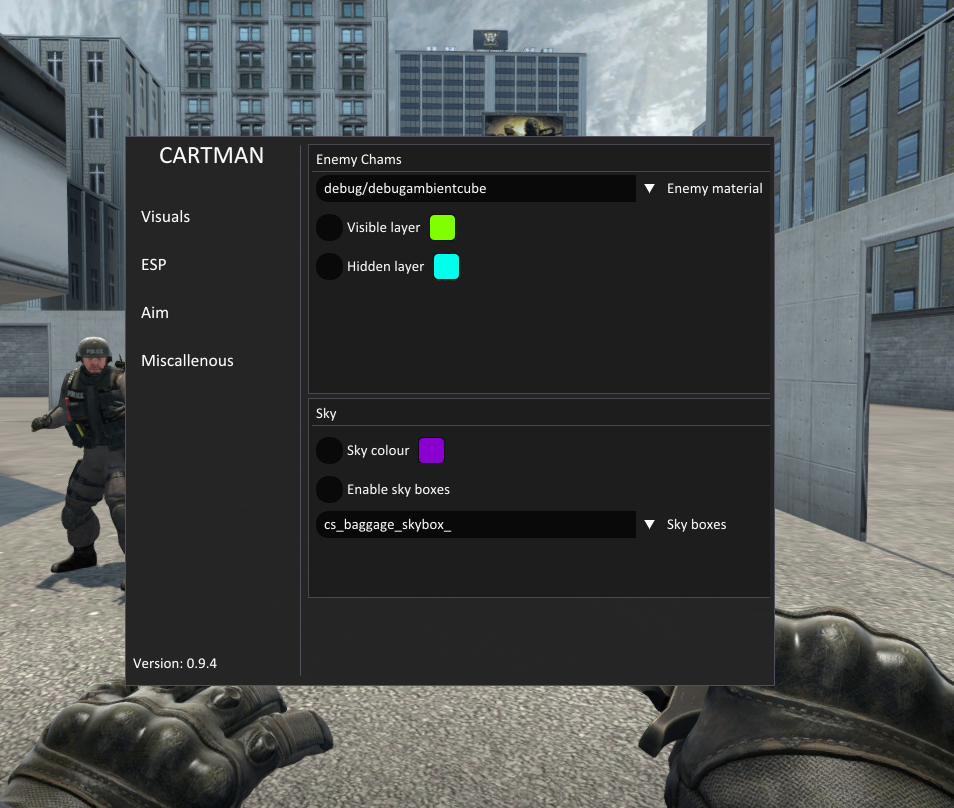 CARTMAN
Visuals
ESP
Aim
Miscallenous
Version: 0.9.4
Enemy Chams
debug/debugambientcube
Enemy material
Visible layer
Hidden layer
Sky
Sky colour
Enable sky boxes
cs_baggage_skybox_
Sky boxes
POLICE